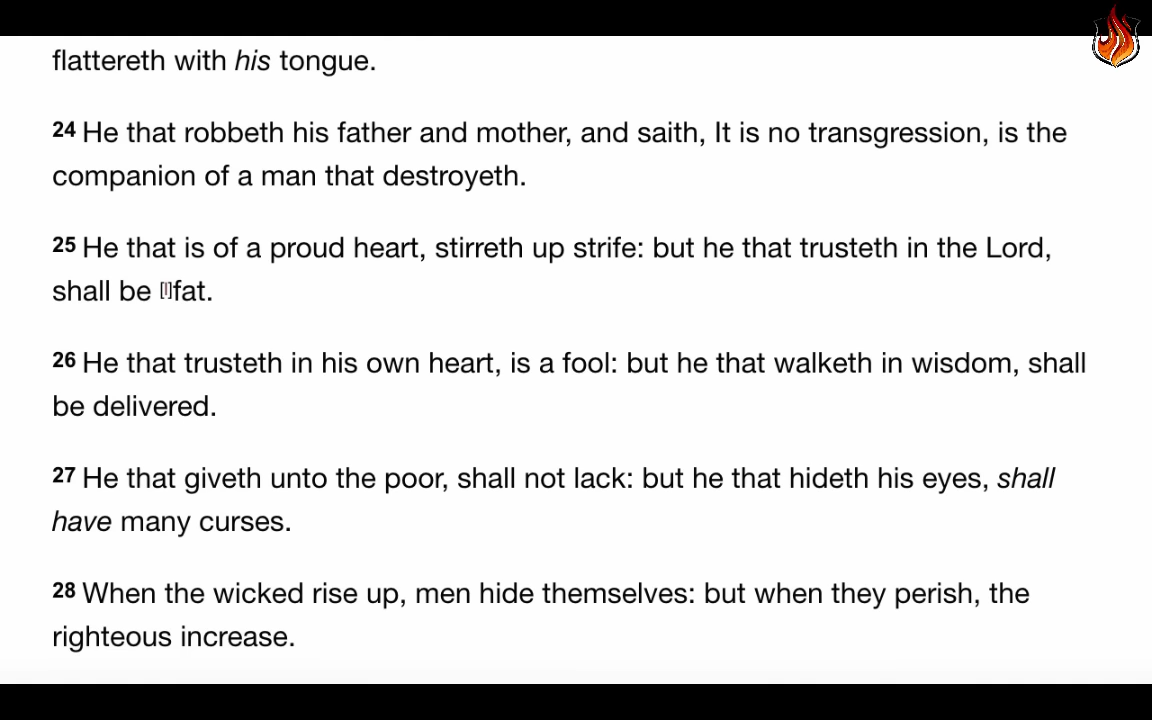 flattereth with his tongue.
24 He that robbeth his father and mother, and saith, It is no transgression, is the
companion of a man that destroyeth.
25 He that is of a proud heart, stirreth up strife: but he that trusteth in the Lord,
shall be [l]fat.
26 He that trusteth in his own heart, is a fool: but he that walketh in wisdom, shall
be delivered.
27 He that giveth unto the poor, shall not lack: but he that hideth his eyes, shall
have many curses.
28 When the wicked rise up, men hide themselves: but when they perish, the
righteous increase.